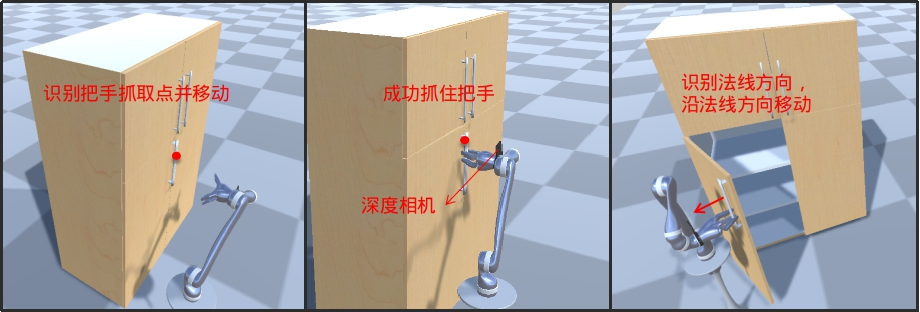 识别把手抓取点并移动
成功抓住把手
深度相机
识别法线方向，
沿法线方向移动